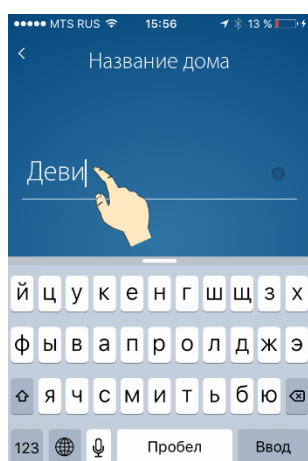 MTS RUS 15:56 13 %
Название дома
Деви
й ц у к е н г ш щ з х
ф ы в а п р о л д ж э
я ч с м и т ь б ю
123 Пробел Ввод